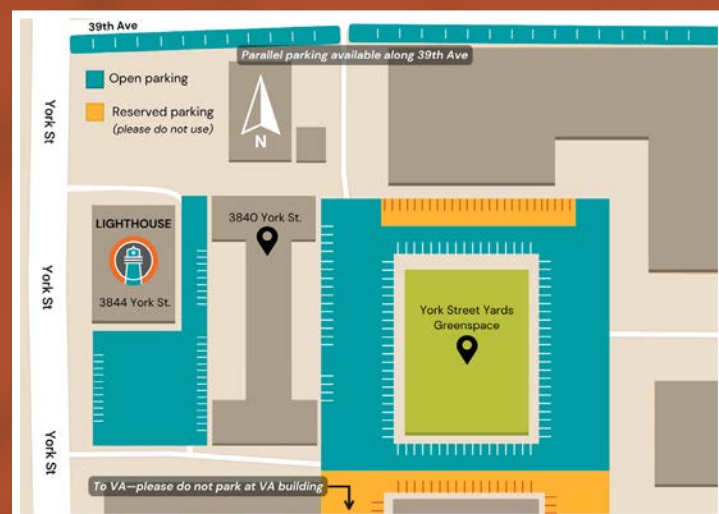 39th Ave
Parallel parking available along 39th Ave
Open parking
Reserved parking
(please do not use)
N
York St
LIGHTHOUSE
3844 York St.
3840 York St.
York St
York Street Yards
Greenspace
York St
To VA—please do not park at VA building